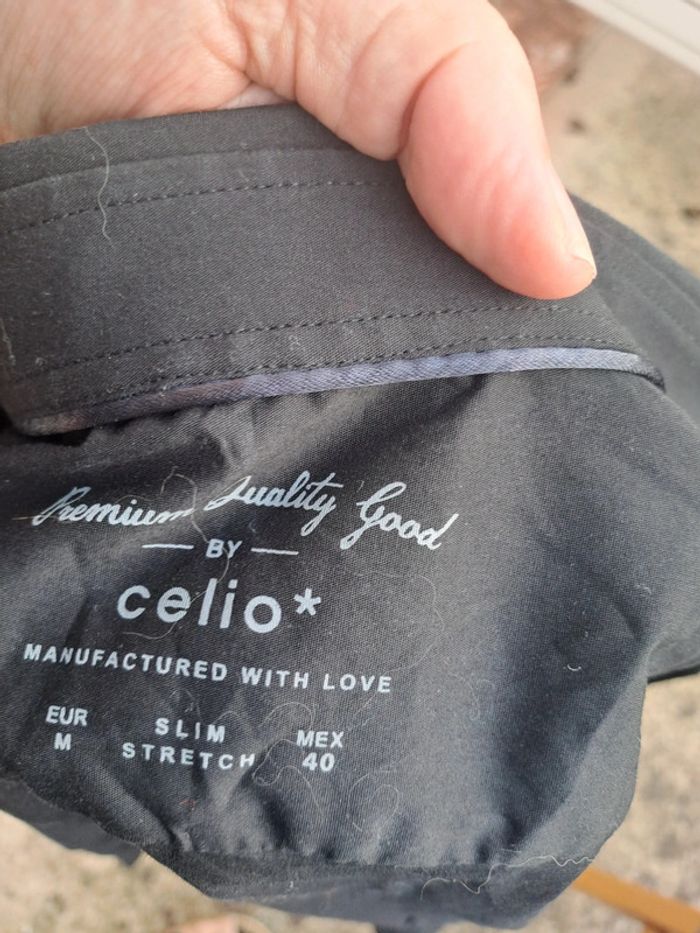 Premium Quality Good
BY
celio*
MANUFACTURED WITH LOVE
EUR SLIM MEX
M STRETCH 40